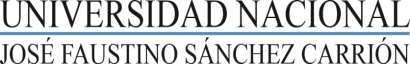 UNIVERSIDAD NACIONAL
JOSÉ FAUSTINO SÁNCHEZ CARRIÓN